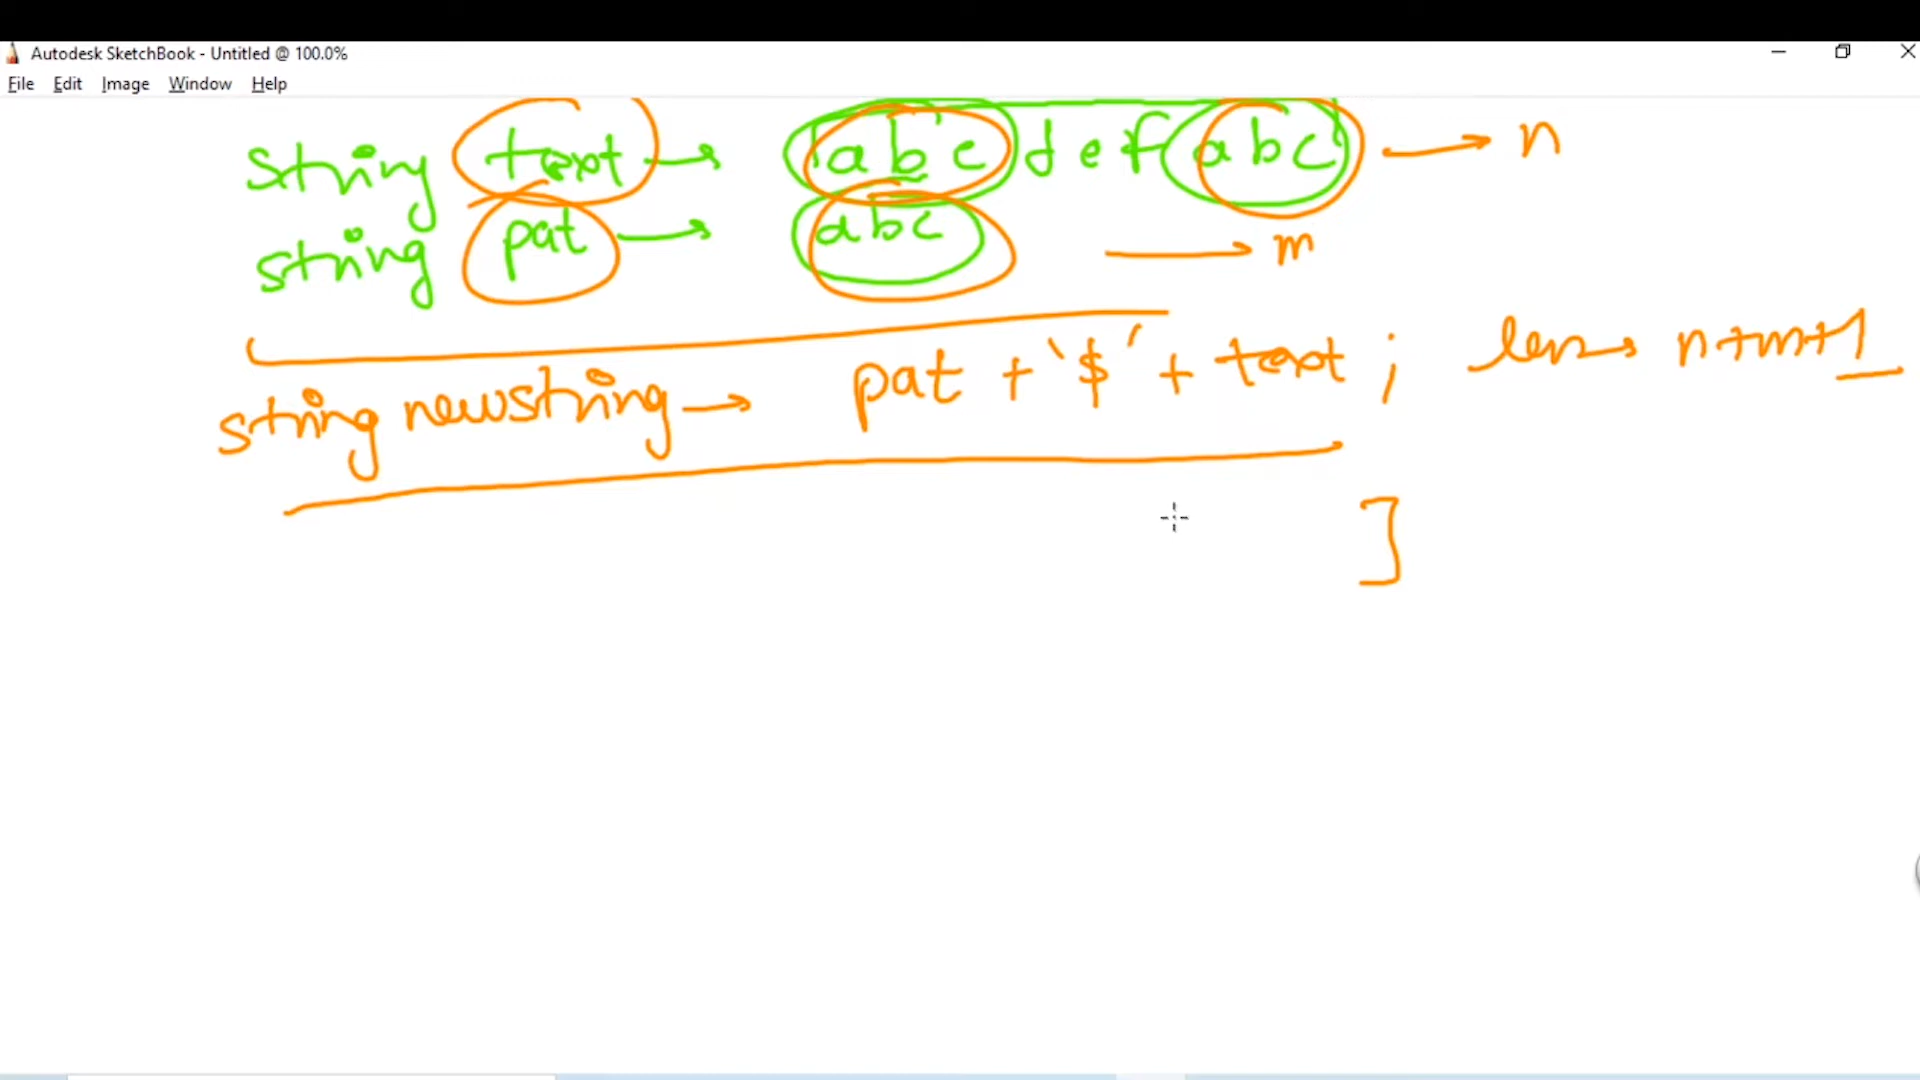 Autodesk SketchBook - Untitled @ 100.0%
File Edit Image Window Help
string text → abcdefabc → n
string pat → abc → m
string newstring → pat + '$' + text ; len → n+m+1
]